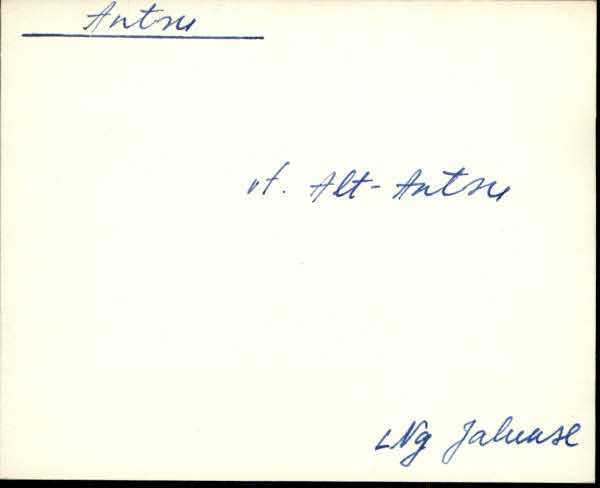 Antsu
vt. Alt-Antsu
LNg Jalukse